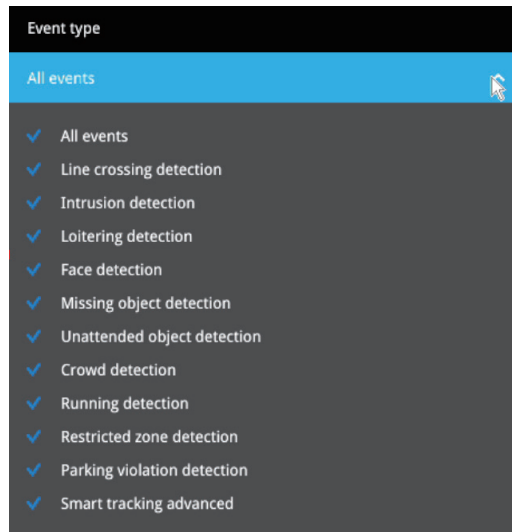 Event type
All events
All events
Line crossing detection
Intrusion detection
Loitering detection
Face detection
Missing object detection
Unattended object detection
Crowd detection
Running detection
Restricted zone detection
Parking violation detection
Smart tracking advanced